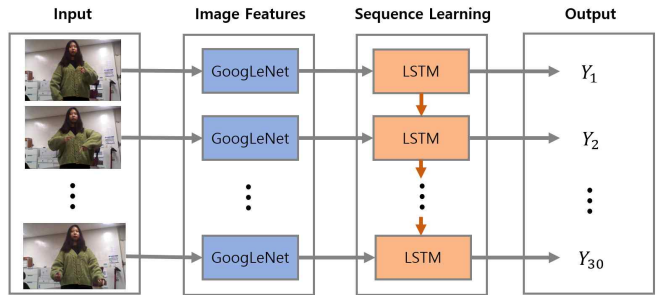 Input Image Features Sequence Learning Output
GoogLeNet LSTM Y₁
GoogLeNet LSTM Y₂
GoogLeNet LSTM Y₃₀